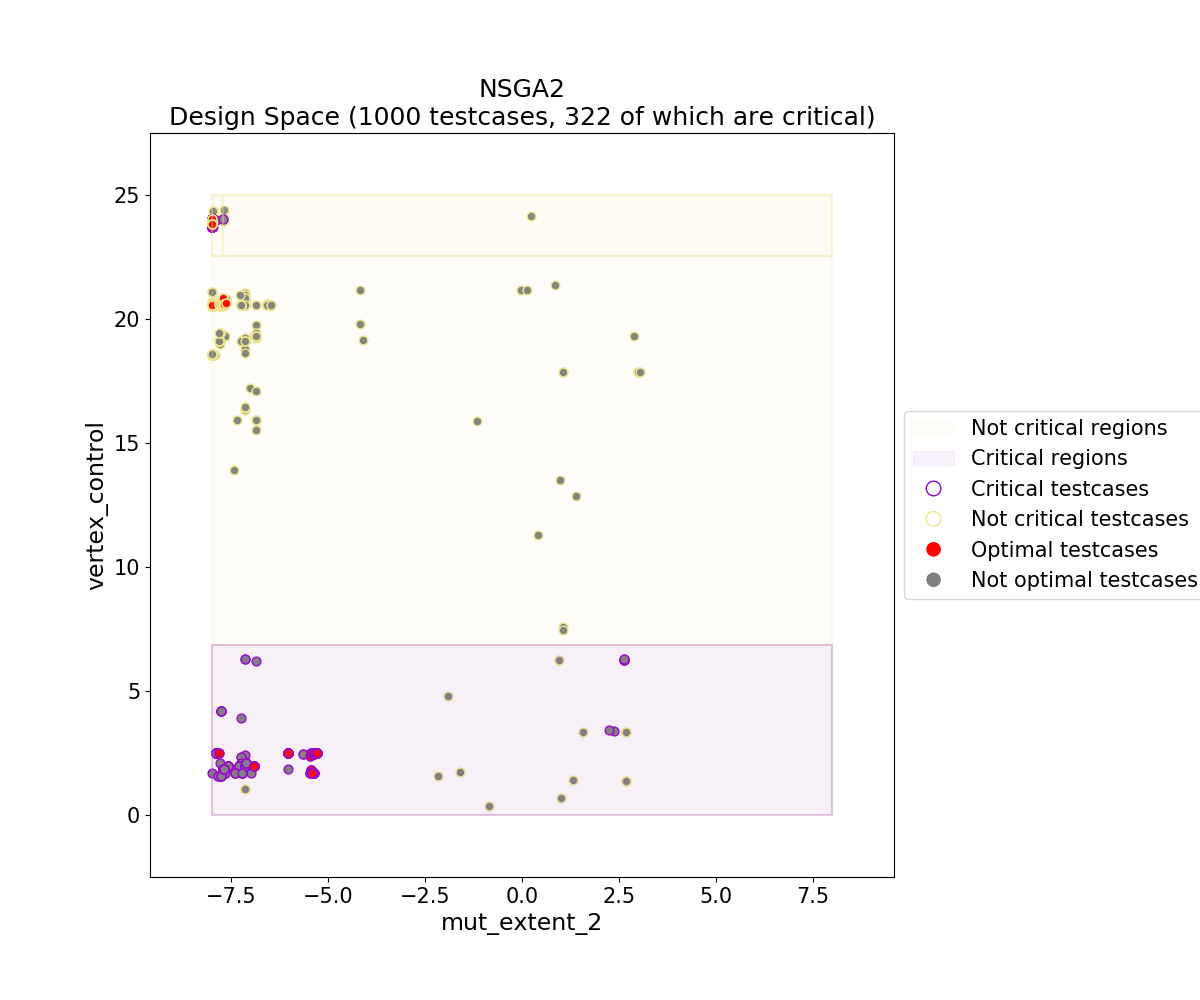 NSGA2
Design Space (1000 testcases, 322 of which are critical)
25
20
15
10
5
0
vertex_control
−7.5 −5.0 −2.5 0.0 2.5 5.0 7.5
mut_extent_2
Not critical regions
Critical regions
Critical testcases
Not critical testcases
Optimal testcases
Not optimal testcases